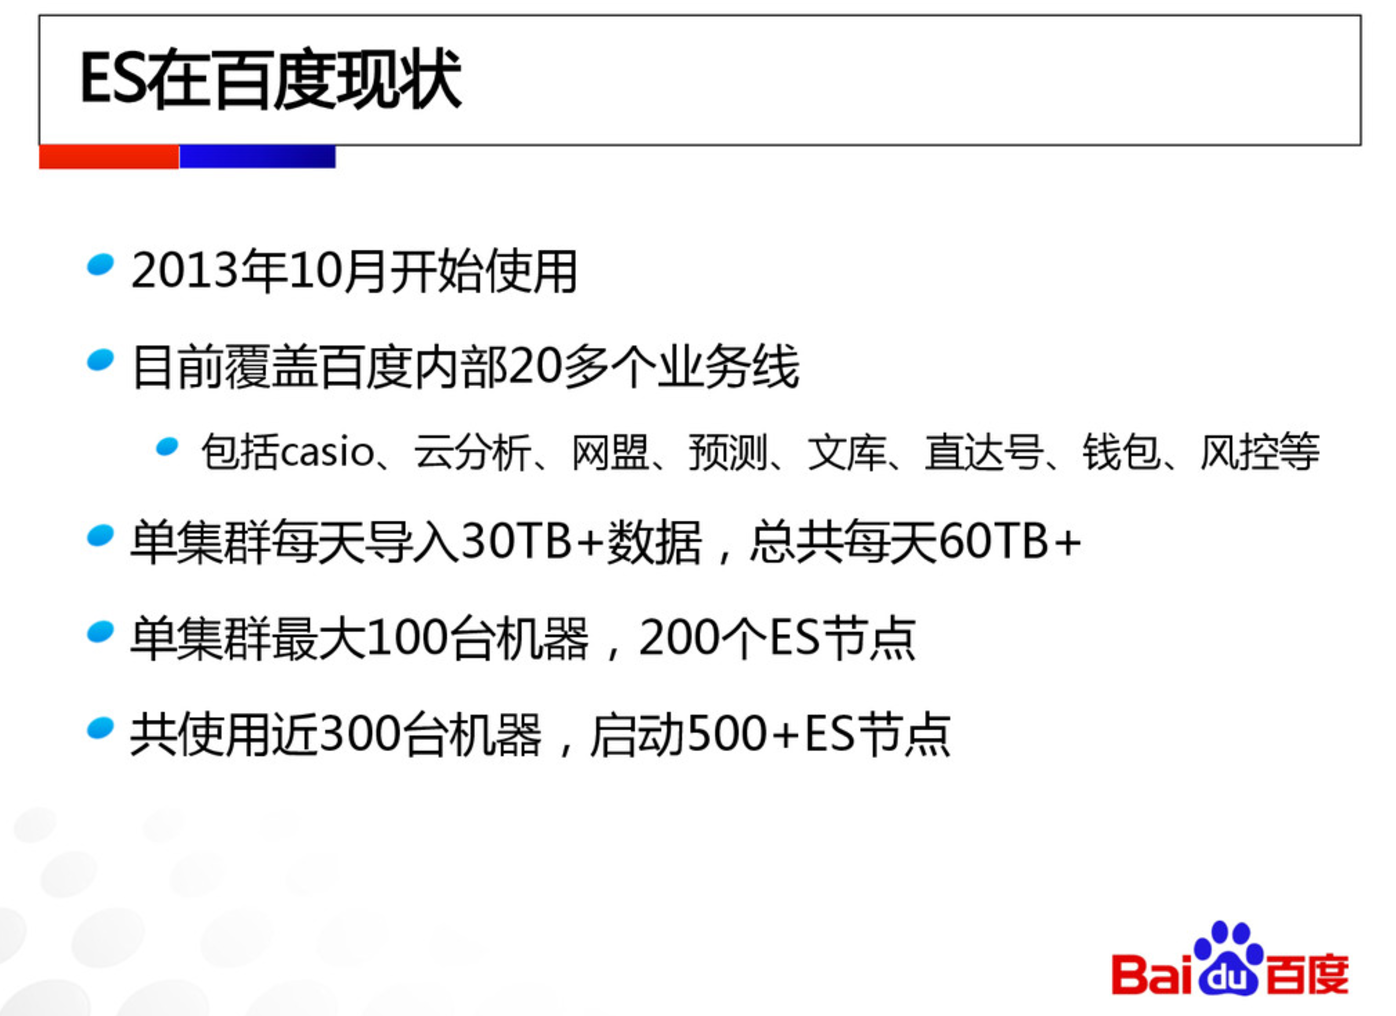 ES在百度现状
2013年10月开始使用
目前覆盖百度内部20多个业务线
包括casio、云分析、网盟、预测、文库、直达号、钱包、风控等
单集群每天导入30TB+数据，总共每天60TB+
单集群最大100台机器，200个ES节点
共使用近300台机器，启动500+ES节点
Baidu百度